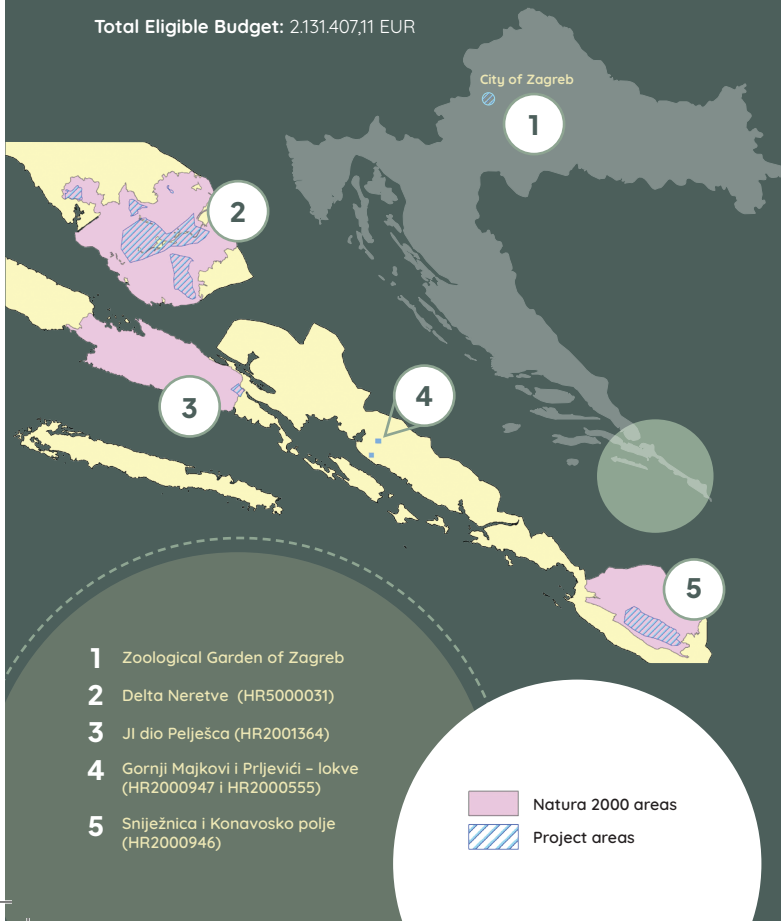 Total Eligible Budget: 2.131.407,11 EUR
City of Zagreb
1
2
3
4
5
1 Zoological Garden of Zagreb
2 Delta Neretve (HR5000031)
3 JI dio Pelješca (HR2001364)
4 Gornji Majkovi i Prljevići – lokve
(HR2000947 i HR2000555)
5 Sniježnica i Konavosko polje
(HR2000946)
Natura 2000 areas
Project areas